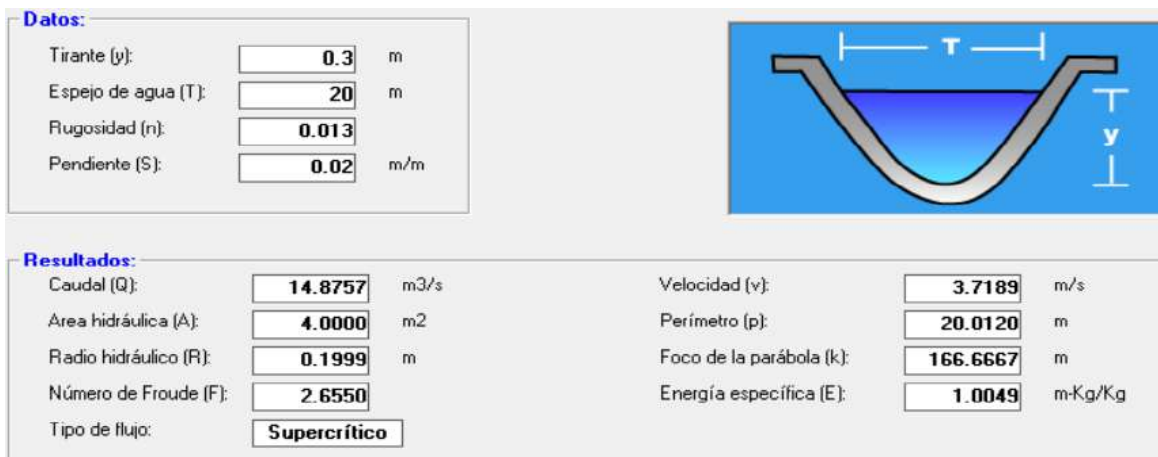 Datos:
Tirante (y): 0.3 m
Espejo de agua (T): 20 m
Rugosidad (n): 0.013
Pendiente (S): 0.02 m/m
T
y
Resultados:
Caudal (Q): 14.8757 m3/s Velocidad (v): 3.7189 m/s
Area hidráulica (A): 4.0000 m2 Perímetro (p): 20.0120 m
Radio hidráulico (R): 0.1999 m Foco de la parábola (k): 166.6667 m
Número de Froude (F): 2.6550 Energía específica (E): 1.0049 m-Kg/Kg
Tipo de flujo: Supercrítico